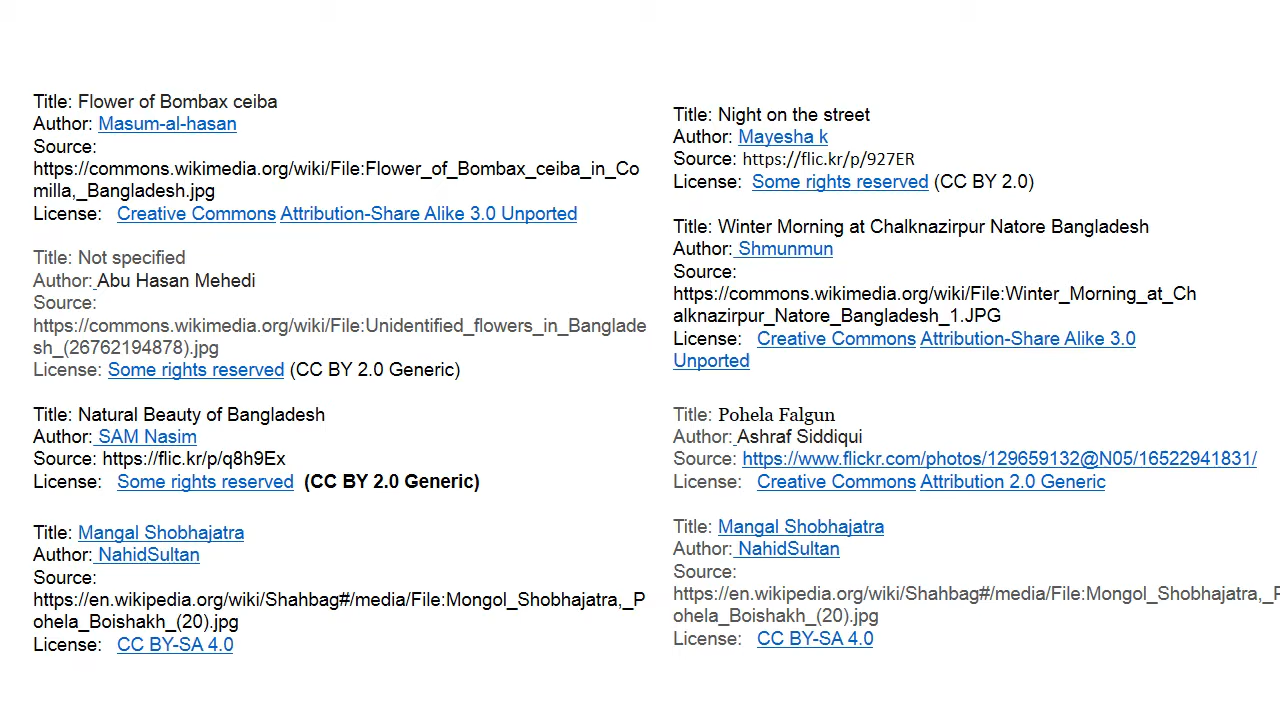 Title: Flower of Bombax ceiba
Author: Masum-al-hasan
Source:
https://commons.wikimedia.org/wiki/File:Flower_of_Bombax_ceiba_in_Co
milla,_Bangladesh.jpg
License: Creative Commons Attribution-Share Alike 3.0 Unported
Title: Not specified
Author: Abu Hasan Mehedi
Source:
https://commons.wikimedia.org/wiki/File:Unidentified_flowers_in_Banglade
sh_(26762194878).jpg
License: Some rights reserved (CC BY 2.0 Generic)
Title: Natural Beauty of Bangladesh
Author: SAM Nasim
Source: https://flic.kr/p/q8h9Ex
License: Some rights reserved (CC BY 2.0 Generic)
Title: Mangal Shobhajatra
Author: NahidSultan
Source:
https://en.wikipedia.org/wiki/Shahbag#/media/File:Mongol_Shobhajatra,_P
ohela_Boishakh_(20).jpg
License: CC BY-SA 4.0
Title: Night on the street
Author: Mayesha k
Source: https://flic.kr/p/927ER
License: Some rights reserved (CC BY 2.0)
Title: Winter Morning at Chalknazirpur Natore Bangladesh
Author: Shmunmun
Source:
https://commons.wikimedia.org/wiki/File:Winter_Morning_at_Ch
alknazirpur_Natore_Bangladesh_1.JPG
License: Creative Commons Attribution-Share Alike 3.0
Unported
Title: Pohela Falgun
Author: Ashraf Siddiqui
Source: https://www.flickr.com/photos/129659132@N05/16522941831/
License: Creative Commons Attribution 2.0 Generic
Title: Mangal Shobhajatra
Author: NahidSultan
Source:
https://en.wikipedia.org/wiki/Shahbag#/media/File:Mongol_Shobhajatra,_P
ohela_Boishakh_(20).jpg
License: CC BY-SA 4.0